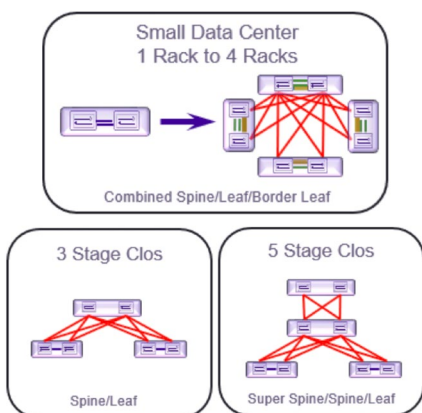 Small Data Center
1 Rack to 4 Racks
Combined Spine/Leaf/Border Leaf
3 Stage Clos
Spine/Leaf
5 Stage Clos
Super Spine/Spine/Leaf